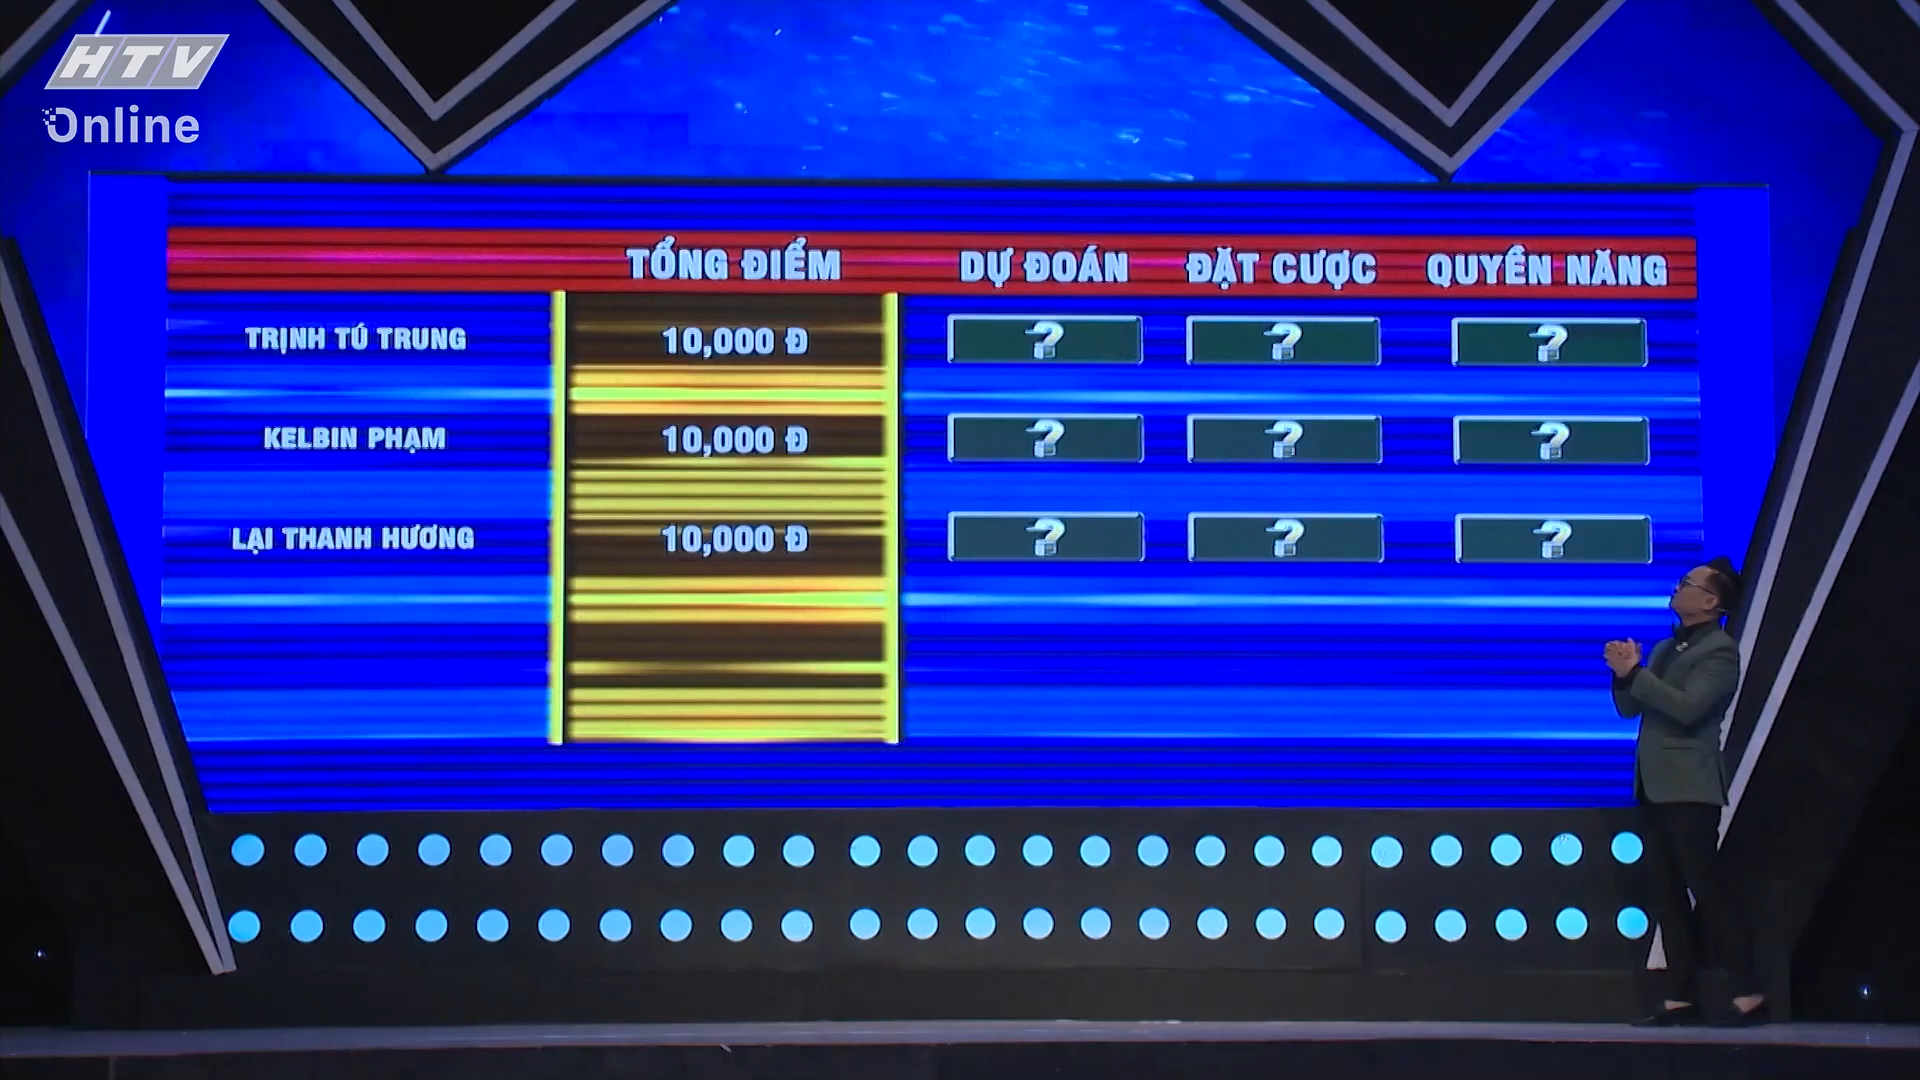 HTV
Online
TỔNG ĐIỂM DỰ ĐOÁN ĐẶT CƯỢC QUYỀN NĂNG
TRỊNH TÚ TRUNG 10,000 Đ ? ? ?
KELBIN PHẠM 10,000 Đ ? ? ?
LẠI THANH HƯƠNG 10,000 Đ ? ? ?